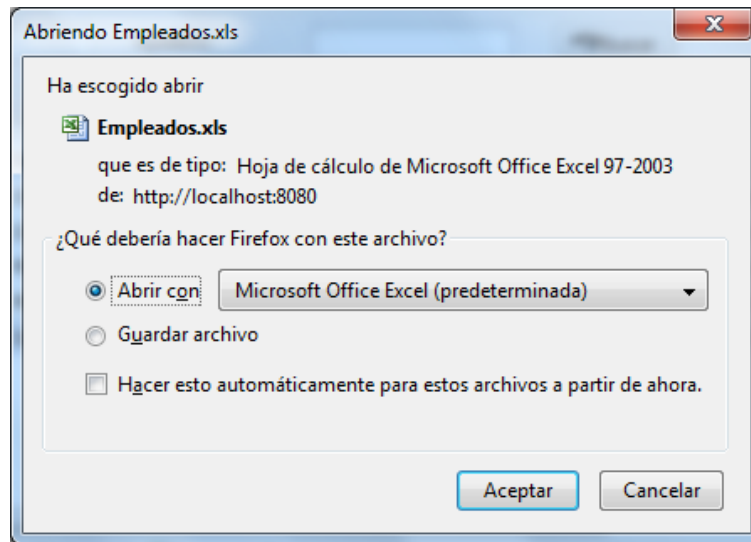 Abriendo Empleados.xls
Ha escogido abrir
Empleados.xls
que es de tipo: Hoja de cálculo de Microsoft Office Excel 97-2003
de: http://localhost:8080
¿Qué debería hacer Firefox con este archivo?
Abrir con Microsoft Office Excel (predeterminada)
Guardar archivo
Hacer esto automáticamente para estos archivos a partir de ahora.
Aceptar Cancelar